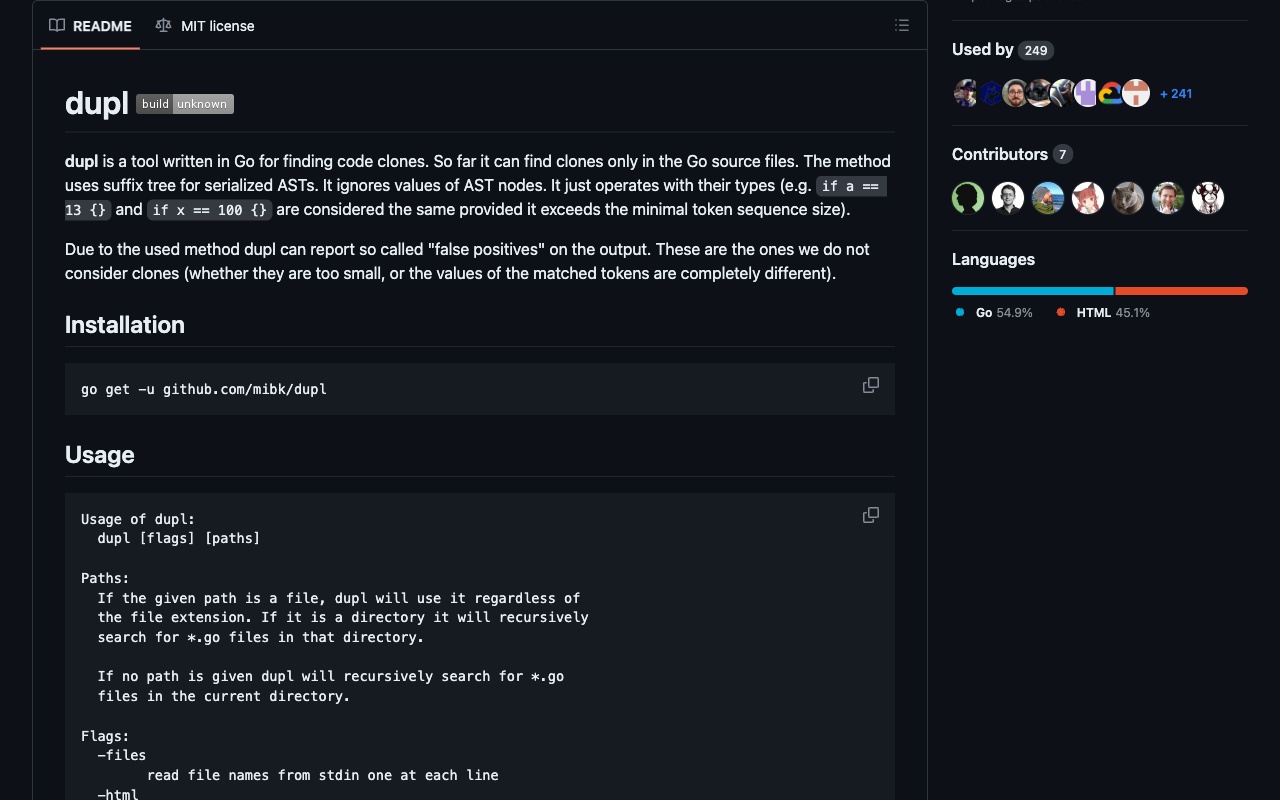 README
MIT license
dupl build unknown
dupl is a tool written in Go for finding code clones. So far it can find clones only in the Go source files. The method
uses suffix tree for serialized ASTs. It ignores values of AST nodes. It just operates with their types (e.g. if a ==
13 {} and if x == 100 {} are considered the same provided it exceeds the minimal token sequence size).
Due to the used method dupl can report so called "false positives" on the output. These are the ones we do not
consider clones (whether they are too small, or the values of the matched tokens are completely different).
Installation
go get -u github.com/mibk/dupl
Usage
Usage of dupl:
dupl [flags] [paths]
Paths:
If the given path is a file, dupl will use it regardless of
the file extension. If it is a directory it will recursively
search for *.go files in that directory.
If no path is given dupl will recursively search for *.go
files in the current directory.
Flags:
-files
read file names from stdin one at each line
-html
Used by 249
+ 241
Contributors 7
Languages
Go 54.9% HTML 45.1%